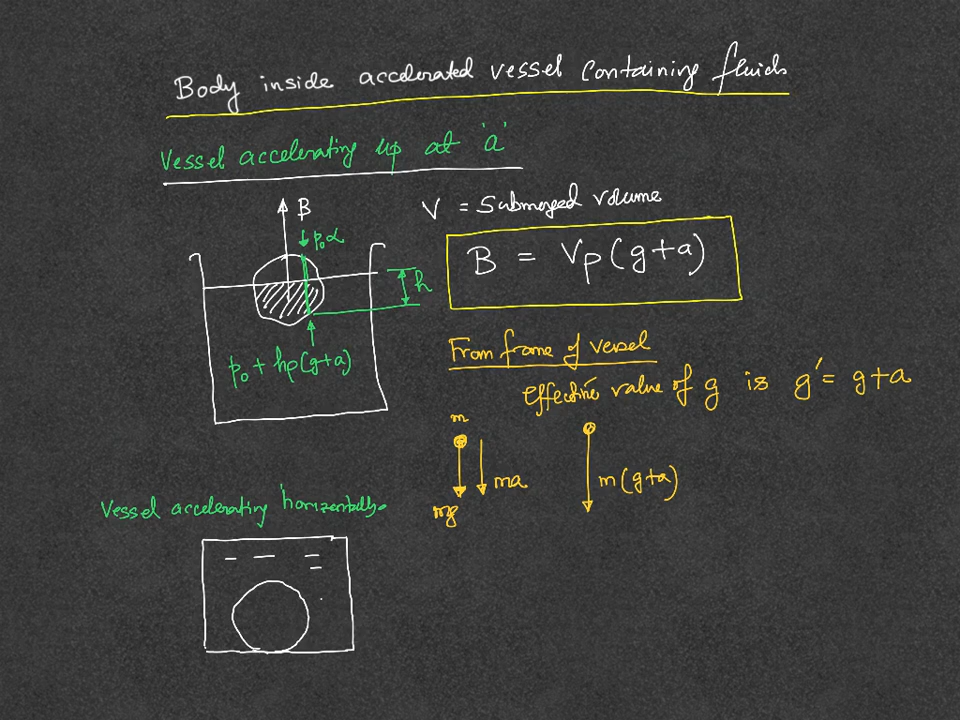 Body inside accelerated vessel containing fluids
Vessel accelerating up at 'a'
B
p₀α
h
p₀ + hρ(g+a)
V = Submerged volume
B = Vρ(g+a)
From frame of vessel
effective value of g is g' = g+a
m
ma
mg
m(g+a)
Vessel accelerating horizontally.